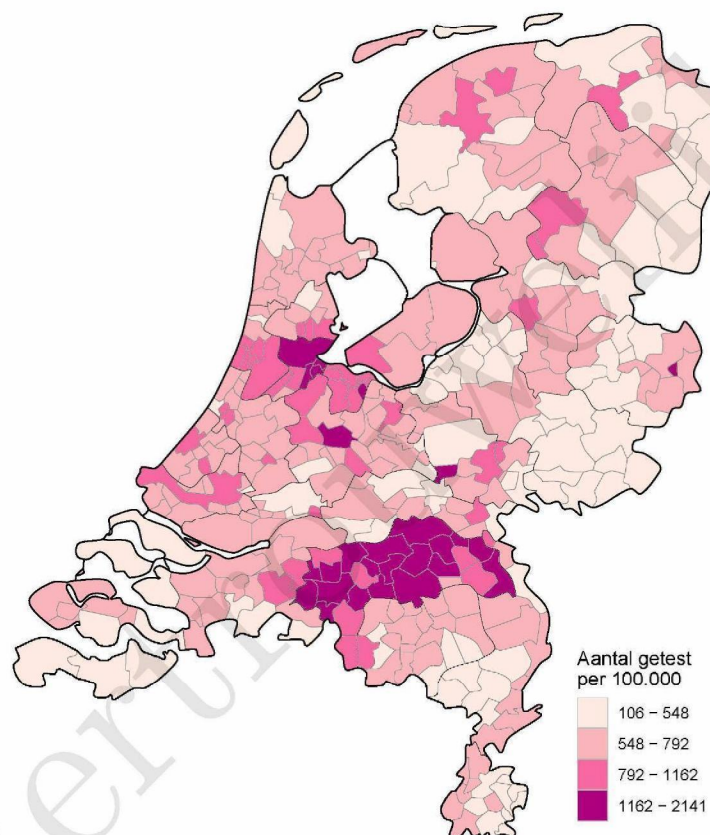 Aantal getest
per 100.000
106 – 548
548 – 792
792 – 1162
1162 – 2141